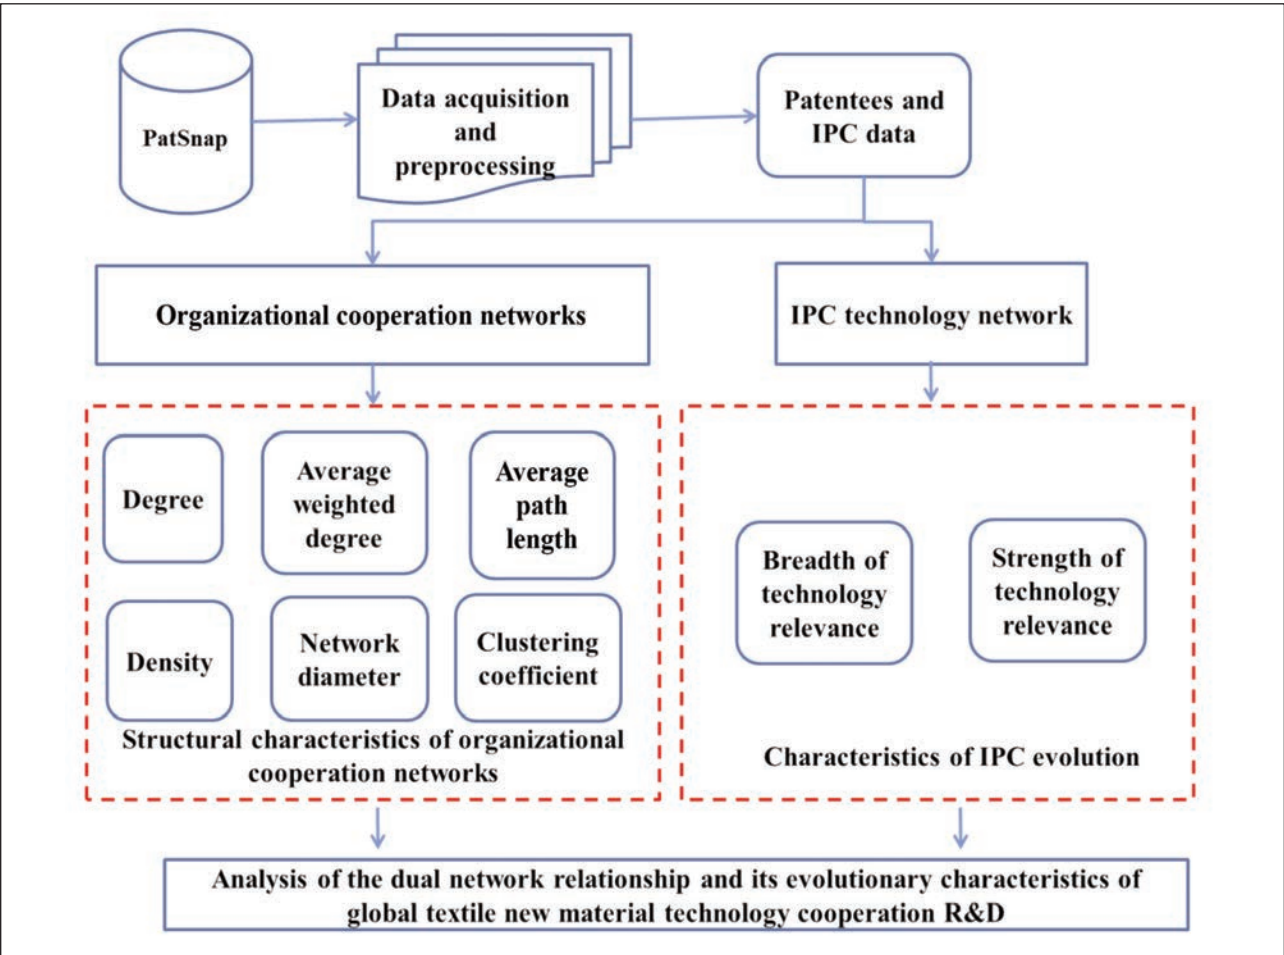 PatSnap
Data acquisition
and
preprocessing
Patentees and
IPC data
Organizational cooperation networks
IPC technology network
Degree
Average
weighted
degree
Average
path
length
Density
Network
diameter
Clustering
coefficient
Structural characteristics of organizational
cooperation networks
Breadth of
technology
relevance
Strength of
technology
relevance
Characteristics of IPC evolution
Analysis of the dual network relationship and its evolutionary characteristics of
global textile new material technology cooperation R&D